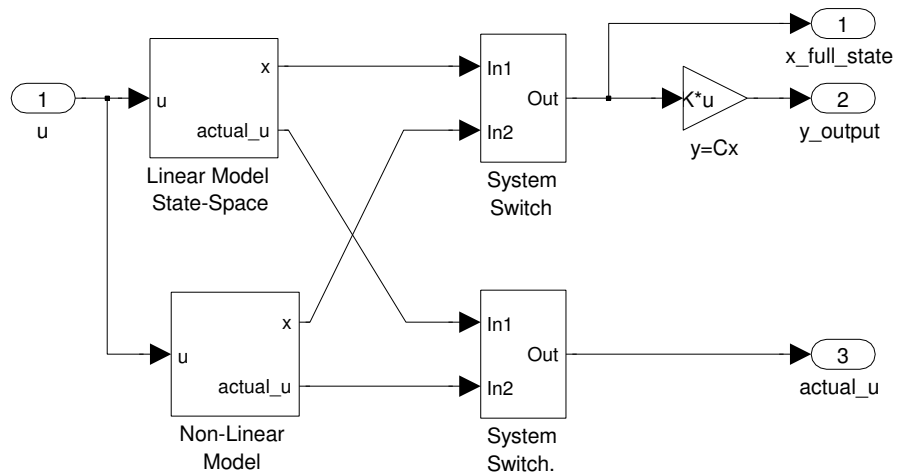 1
u
u
x
actual_u
Linear Model
State-Space
In1
In2
Out
System
Switch
K*u
y=Cx
1
x_full_state
2
y_output
u
x
actual_u
Non-Linear
Model
In1
In2
Out
System
Switch.
3
actual_u